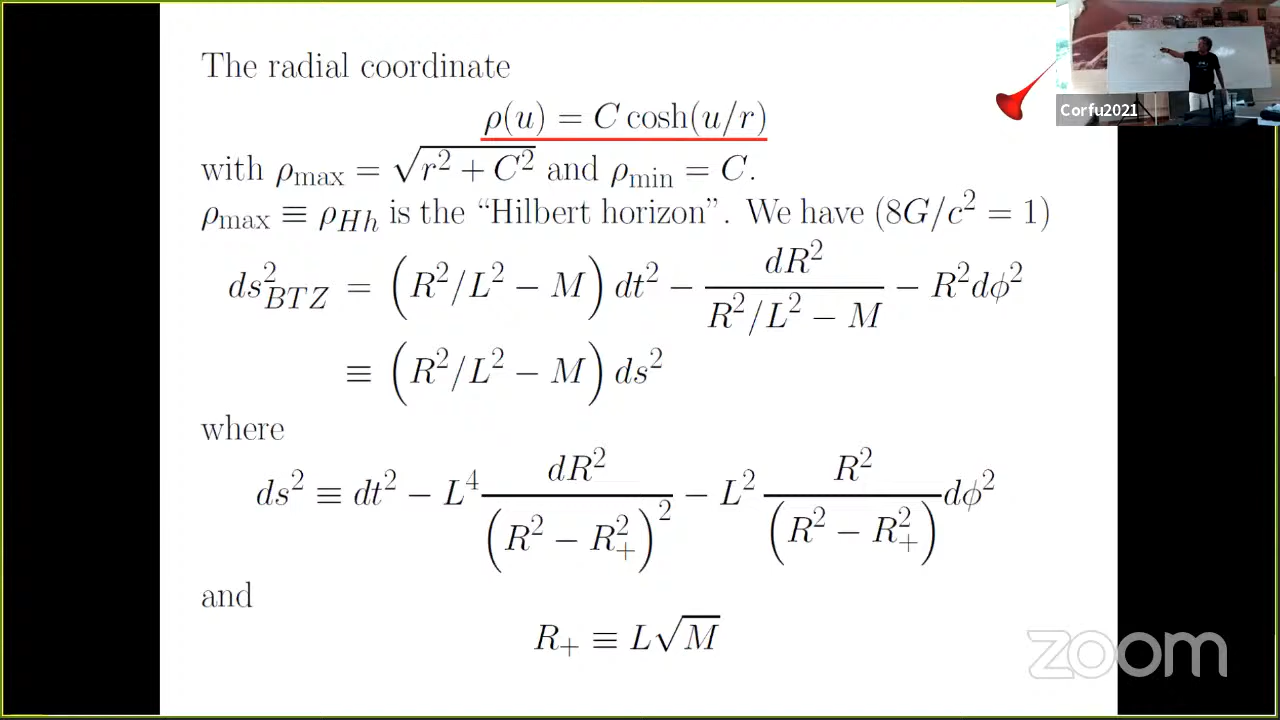 The radial coordinate
ρ(u) = C cosh(u/r)
with ρ_max = √(r² + C²) and ρ_min = C.
ρ_max ≡ ρ_Hh is the “Hilbert horizon”. We have (8G/c² = 1)
ds²_BTZ = (R²/L² − M) dt² − dR²/(R²/L² − M) − R²dϕ²
≡ (R²/L² − M) ds²
where
ds² ≡ dt² − L⁴ dR²/(R² − R₊²)² − L² R²/(R² − R₊²) dϕ²
and
R₊ ≡ L√M
Corfu2021
zoom